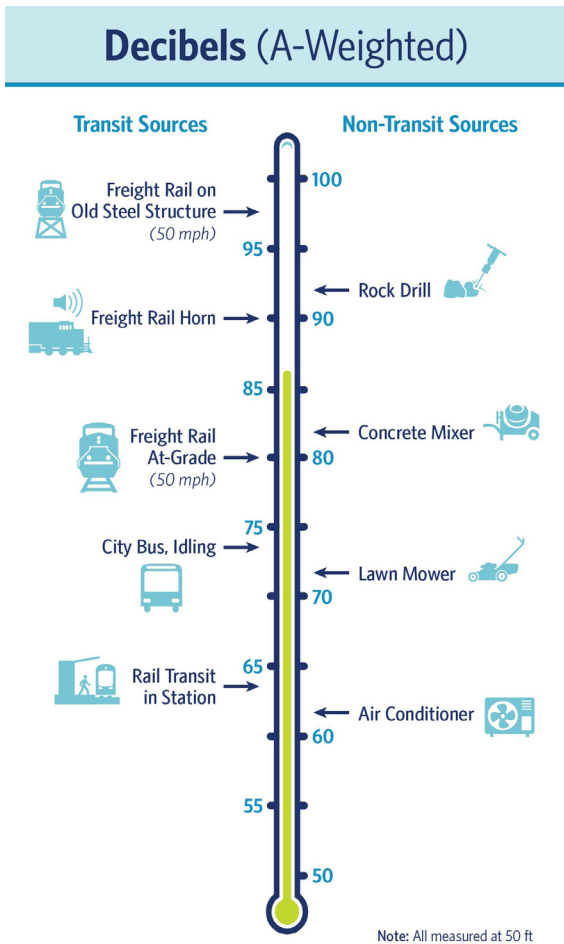 Decibels (A-Weighted)
Transit Sources
Non-Transit Sources
100
Freight Rail on
Old Steel Structure
(50 mph)
95
Rock Drill
Freight Rail Horn
90
85
Concrete Mixer
Freight Rail
At-Grade
(50 mph)
80
75
City Bus, Idling
Lawn Mower
70
65
Rail Transit
in Station
Air Conditioner
60
55
50
Note: All measured at 50 ft